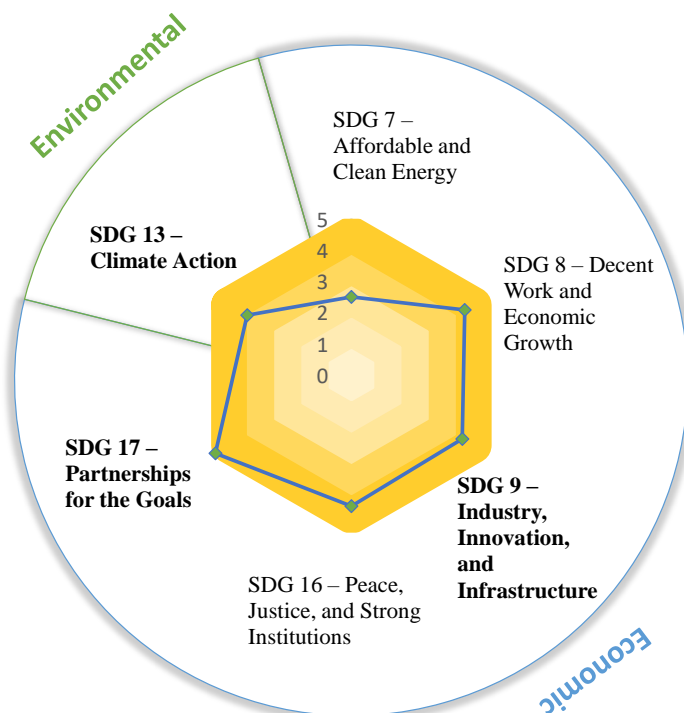 Environmental
SDG 7 –
Affordable and
Clean Energy
SDG 13 –
Climate Action
5
4
3
2
1
0
SDG 8 – Decent
Work and
Economic
Growth
SDG 17 –
Partnerships
for the Goals
SDG 9 –
Industry,
Innovation,
and
Infrastructure
SDG 16 – Peace,
Justice, and Strong
Institutions
Economic